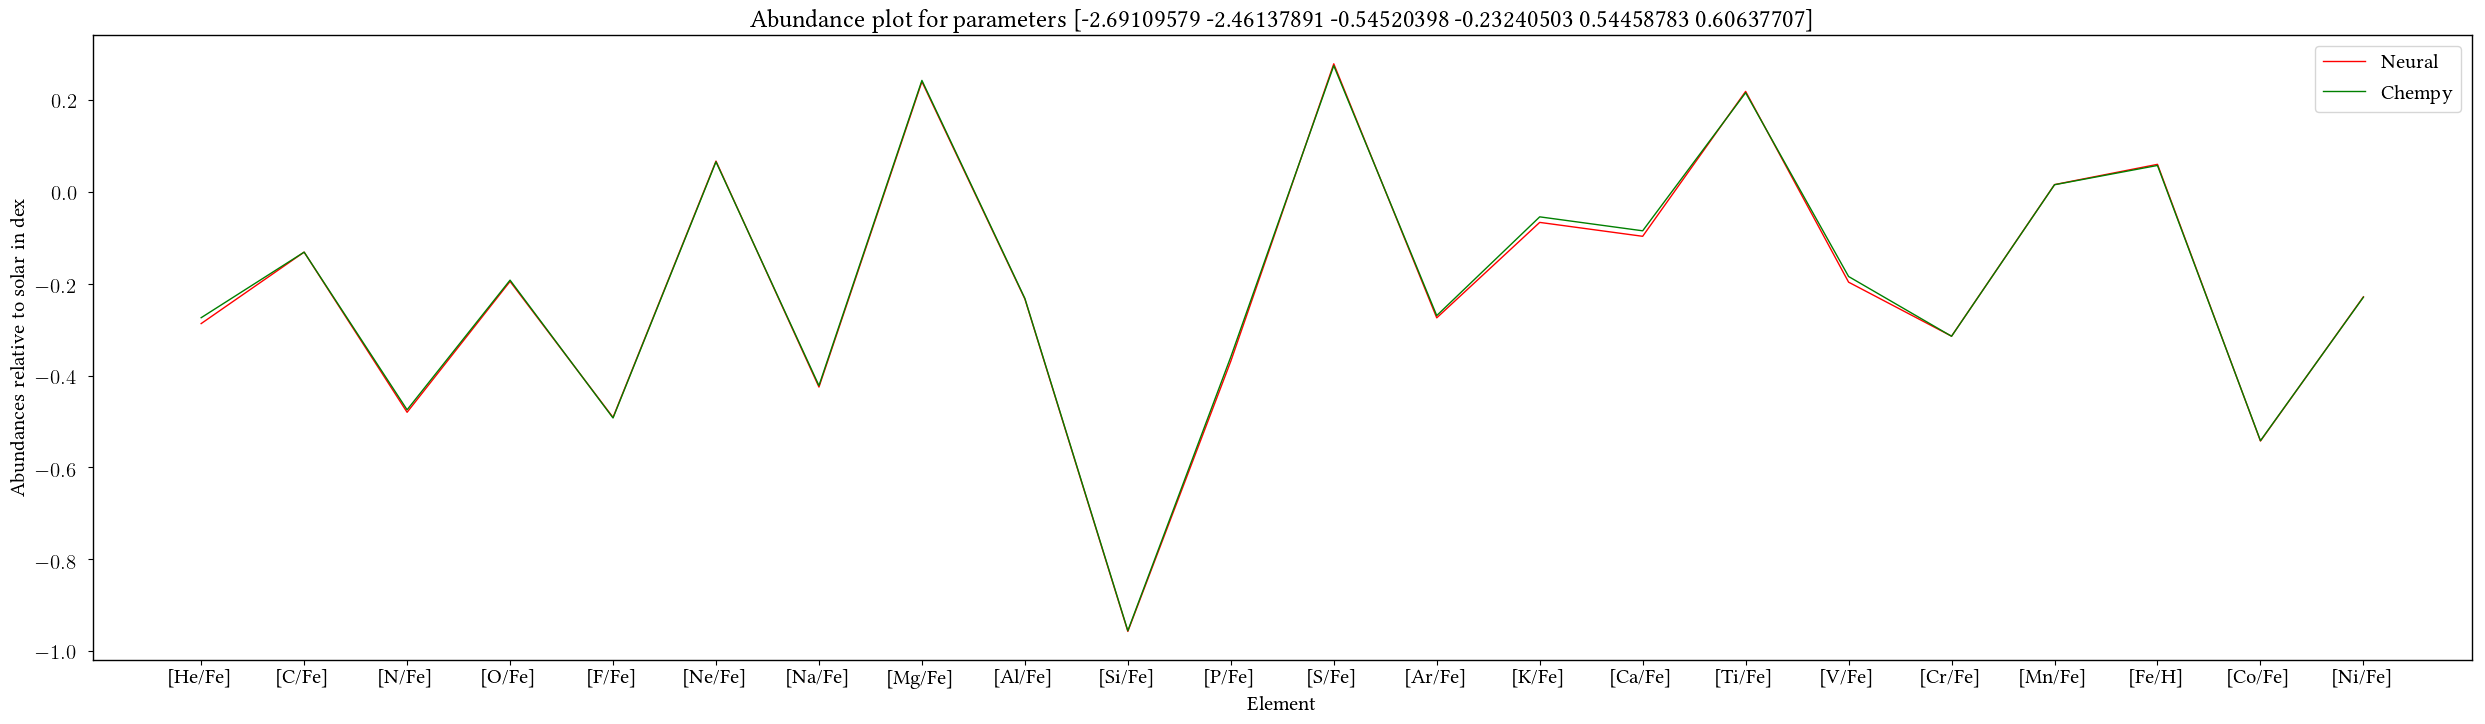 Abundance plot for parameters [-2.69109579 -2.46137891 -0.54520398 -0.23240503 0.54458783 0.60637707]
Neural
Chempy
Abundances relative to solar in dex
0.2
0.0
−0.2
−0.4
−0.6
−0.8
−1.0
[He/Fe] [C/Fe] [N/Fe] [O/Fe] [F/Fe] [Ne/Fe] [Na/Fe] [Mg/Fe] [Al/Fe] [Si/Fe] [P/Fe] [S/Fe] [Ar/Fe] [K/Fe] [Ca/Fe] [Ti/Fe] [V/Fe] [Cr/Fe] [Mn/Fe] [Fe/H] [Co/Fe] [Ni/Fe]
Element